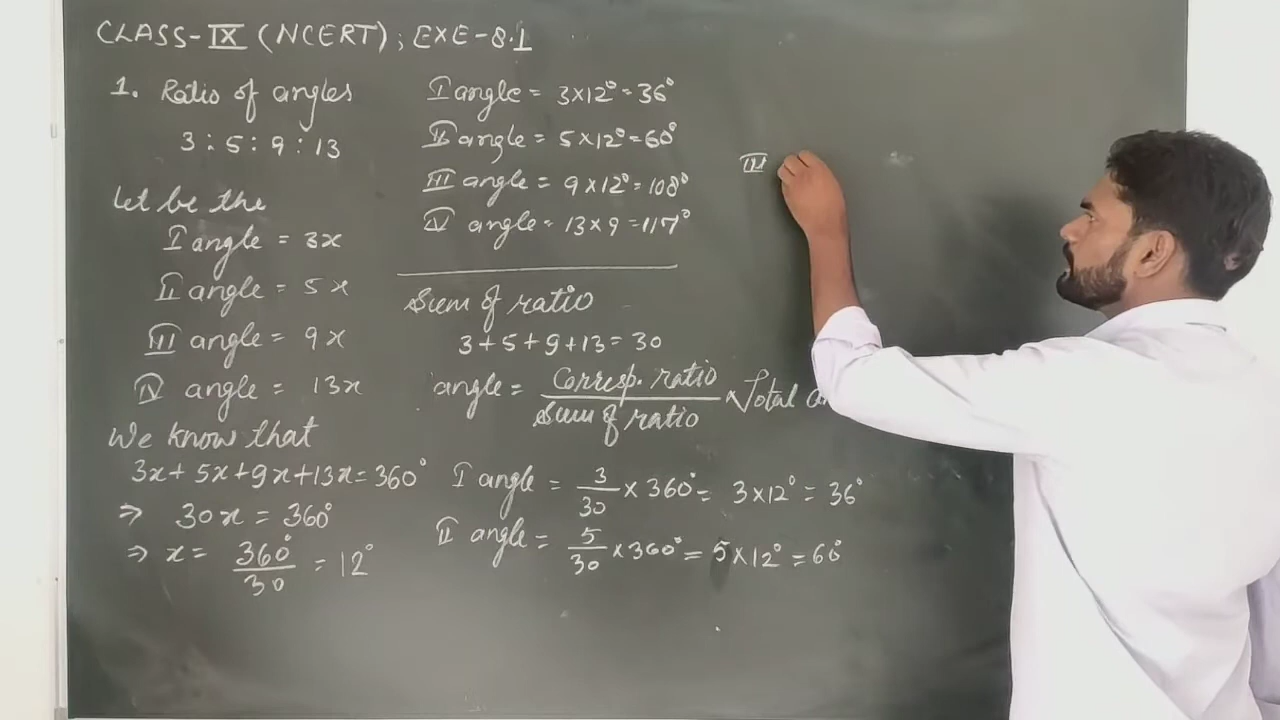 CLASS-IX (NCERT); EXE-8.1
1. Ratio of angles
3:5:9:13
Let be the
I angle = 3x
II angle = 5x
III angle = 9x
IV angle = 13x
We know that
3x+5x+9x+13x=360°
⇒ 30x = 360°
⇒ x = 360°/30 = 12°
I angle = 3×12°=36°
II angle = 5×12°=60°
III angle = 9×12°=108°
IV angle = 13×9=117°
Sum of ratio
3+5+9+13=30
angle = Corresp. ratio/Sum of ratio × Total
I angle = 3/30 × 360° = 3×12° = 36°
II angle = 5/30 × 360° = 5×12° = 60°
III